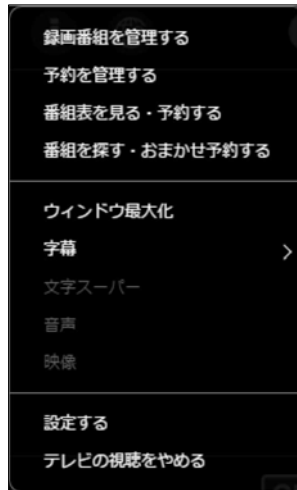 録画番組を管理する
予約を管理する
番組表を見る・予約する
番組を探す・おまかせ予約する
ウィンドウ最大化
字幕
文字スーパー
音声
映像
設定する
テレビの視聴をやめる